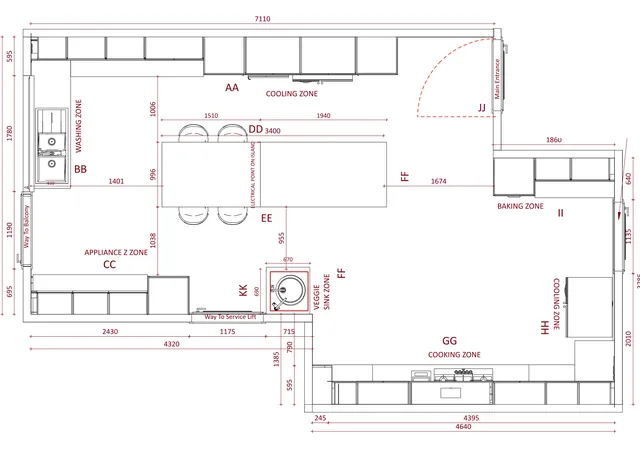 7110
595
AA
COOLING ZONE
Main Entrance
JJ
1006
1510
1940
DD
3400
WASHING ZONE
BB
1780
ELECTRICAL POINT ON ISLAND
186u
640
1401
996
FF
1674
BAKING ZONE
II
EE
Way To Balcony
1190
1135
APPLIANCE Z ZONE
CC
1038
955
670
FF
KK
690
VEGGIE
SINK ZONE
COOLING ZONE
HH
695
Way To Service Lift
2430
1175
715
4320
790
1385
595
GG
COOKING ZONE
2010
245
4395
4640